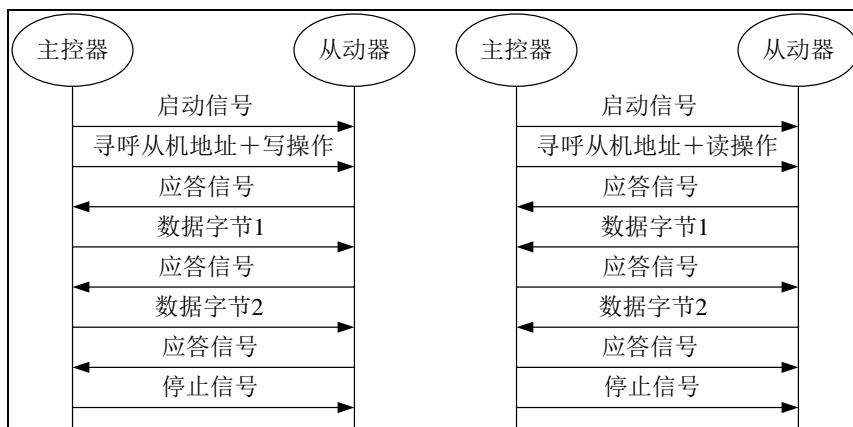 主控器 从动器 主控器 从动器
启动信号 启动信号
寻呼从机地址+写操作 寻呼从机地址+读操作
应答信号 应答信号
数据字节1 数据字节1
应答信号 应答信号
数据字节2 数据字节2
应答信号 应答信号
停止信号 停止信号